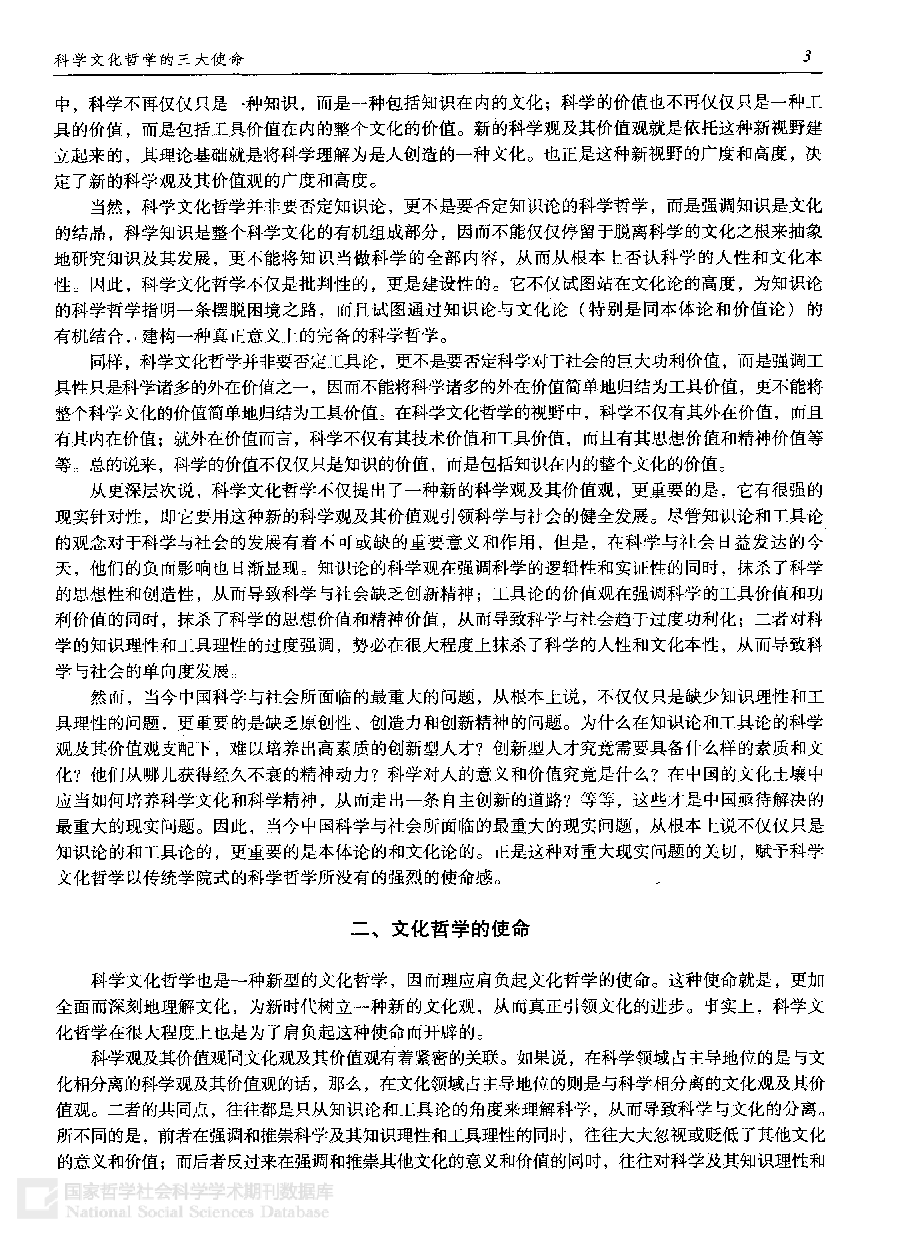 科学文化哲学的三大使命 3
中，科学不再仅仅只是一种知识，而是一种包括知识在内的文化；科学的价值也不再仅仅只是一种工
具的价值，而是包括工具价值在内的整个文化的价值。新的科学观及其价值观就是依托这种新视野建
立起来的，其理论基础就是将科学理解为是人创造的一种文化。也正是这种新视野的广度和高度，决
定了新的科学观及其价值观的广度和高度。
当然，科学文化哲学并非要否定知识论，更不是要否定知识论的科学哲学，而是强调知识是文化
的结晶，科学知识是整个科学文化的有机组成部分，因而不能仅仅停留于脱离科学的文化之根来抽象
地研究知识及其发展，更不能将知识当做科学的全部内容，从而从根本上否认科学的人性和文化本
性。因此，科学文化哲学不仅是批判性的，更是建设性的。它不仅试图站在文化论的高度，为知识论
的科学哲学指明一条摆脱困境之路，而且试图通过知识论与文化论（特别是同本体论和价值论）的
有机结合，建构一种真正意义上的完备的科学哲学。
同样，科学文化哲学并非要否定工具论，更不是要否定科学对于社会的巨大功利价值，而是强调工
具性只是科学诸多的外在价值之一，因而不能将科学诸多的外在价值简单地归结为工具价值，更不能将
整个科学文化的价值简单地归结为工具价值。在科学文化哲学的视野中，科学不仅有其外在价值，而且
有其内在价值；就外在价值而言，科学不仅有其技术价值和工具价值，而且有其思想价值和精神价值等
等。总的说来，科学的价值不仅仅只是知识的价值，而是包括知识在内的整个文化的价值。
从更深层次说，科学文化哲学不仅提出了一种新的科学观及其价值观，更重要的是，它有很强的
现实针对性，即它要用这种新的科学观及其价值观引领科学与社会的健全发展。尽管知识论和工具论
的观念对于科学与社会的发展有着不可或缺的重要意义和作用，但是，在科学与社会日益发达的今
天，他们的负面影响也日渐显现。知识论的科学观在强调科学的逻辑性和实证性的同时，抹杀了科学
的思想性和创造性，从而导致科学与社会缺乏创新精神；工具论的价值观在强调科学的工具价值和功
利价值的同时，抹杀了科学的思想价值和精神价值，从而导致科学与社会趋于过度功利化；二者对科
学的知识理性和工具理性的过度强调，势必在很大程度上抹杀了科学的人性和文化本性，从而导致科
学与社会的单向度发展。
然而，当今中国科学与社会所面临的最重大的问题，从根本上说，不仅仅只是缺少知识理性和工
具理性的问题，更重要的是缺乏原创性、创造力和创新精神的问题。为什么在知识论和工具论的科学
观及其价值观支配下，难以培养出高素质的创新型人才？创新型人才究竟需要具备什么样的素质和文
化？他们从哪儿获得经久不衰的精神动力？科学对人的意义和价值究竟是什么？在中国的文化土壤中
应当如何培养科学文化和科学精神，从而走出一条自主创新的道路？等等，这些才是中国亟待解决的
最重大的现实问题。因此，当今中国科学与社会所面临的最重大的现实问题，从根本上说不仅仅只是
知识论的和工具论的，更重要的是本体论的和文化论的。正是这种对重大现实问题的关切，赋予科学
文化哲学以传统学院式的科学哲学所没有的强烈的使命感。
二、文化哲学的使命
科学文化哲学也是一种新型的文化哲学，因而理应肩负起文化哲学的使命。这种使命就是，更加
全面而深刻地理解文化，为新时代树立一种新的文化观，从而真正引领文化的进步。事实上，科学文
化哲学在很大程度上也是为了肩负起这种使命而开辟的。
科学观及其价值观同文化观及其价值观有着紧密的关联。如果说，在科学领域占主导地位的是与文
化相分离的科学观及其价值观的话，那么，在文化领域占主导地位的则是与科学相分离的文化观及其价
值观。二者的共同点，往往都是只从知识论和工具论的角度来理解科学，从而导致科学与文化的分离。
所不同的是，前者在强调和推崇科学及其知识理性和工具理性的同时，往往大大忽视或贬低了其他文化
的意义和价值；而后者反过来在强调和推崇其他文化的意义和价值的同时，往往对科学及其知识理性和
国家哲学社会科学学术期刊数据库
National Social Sciences Database